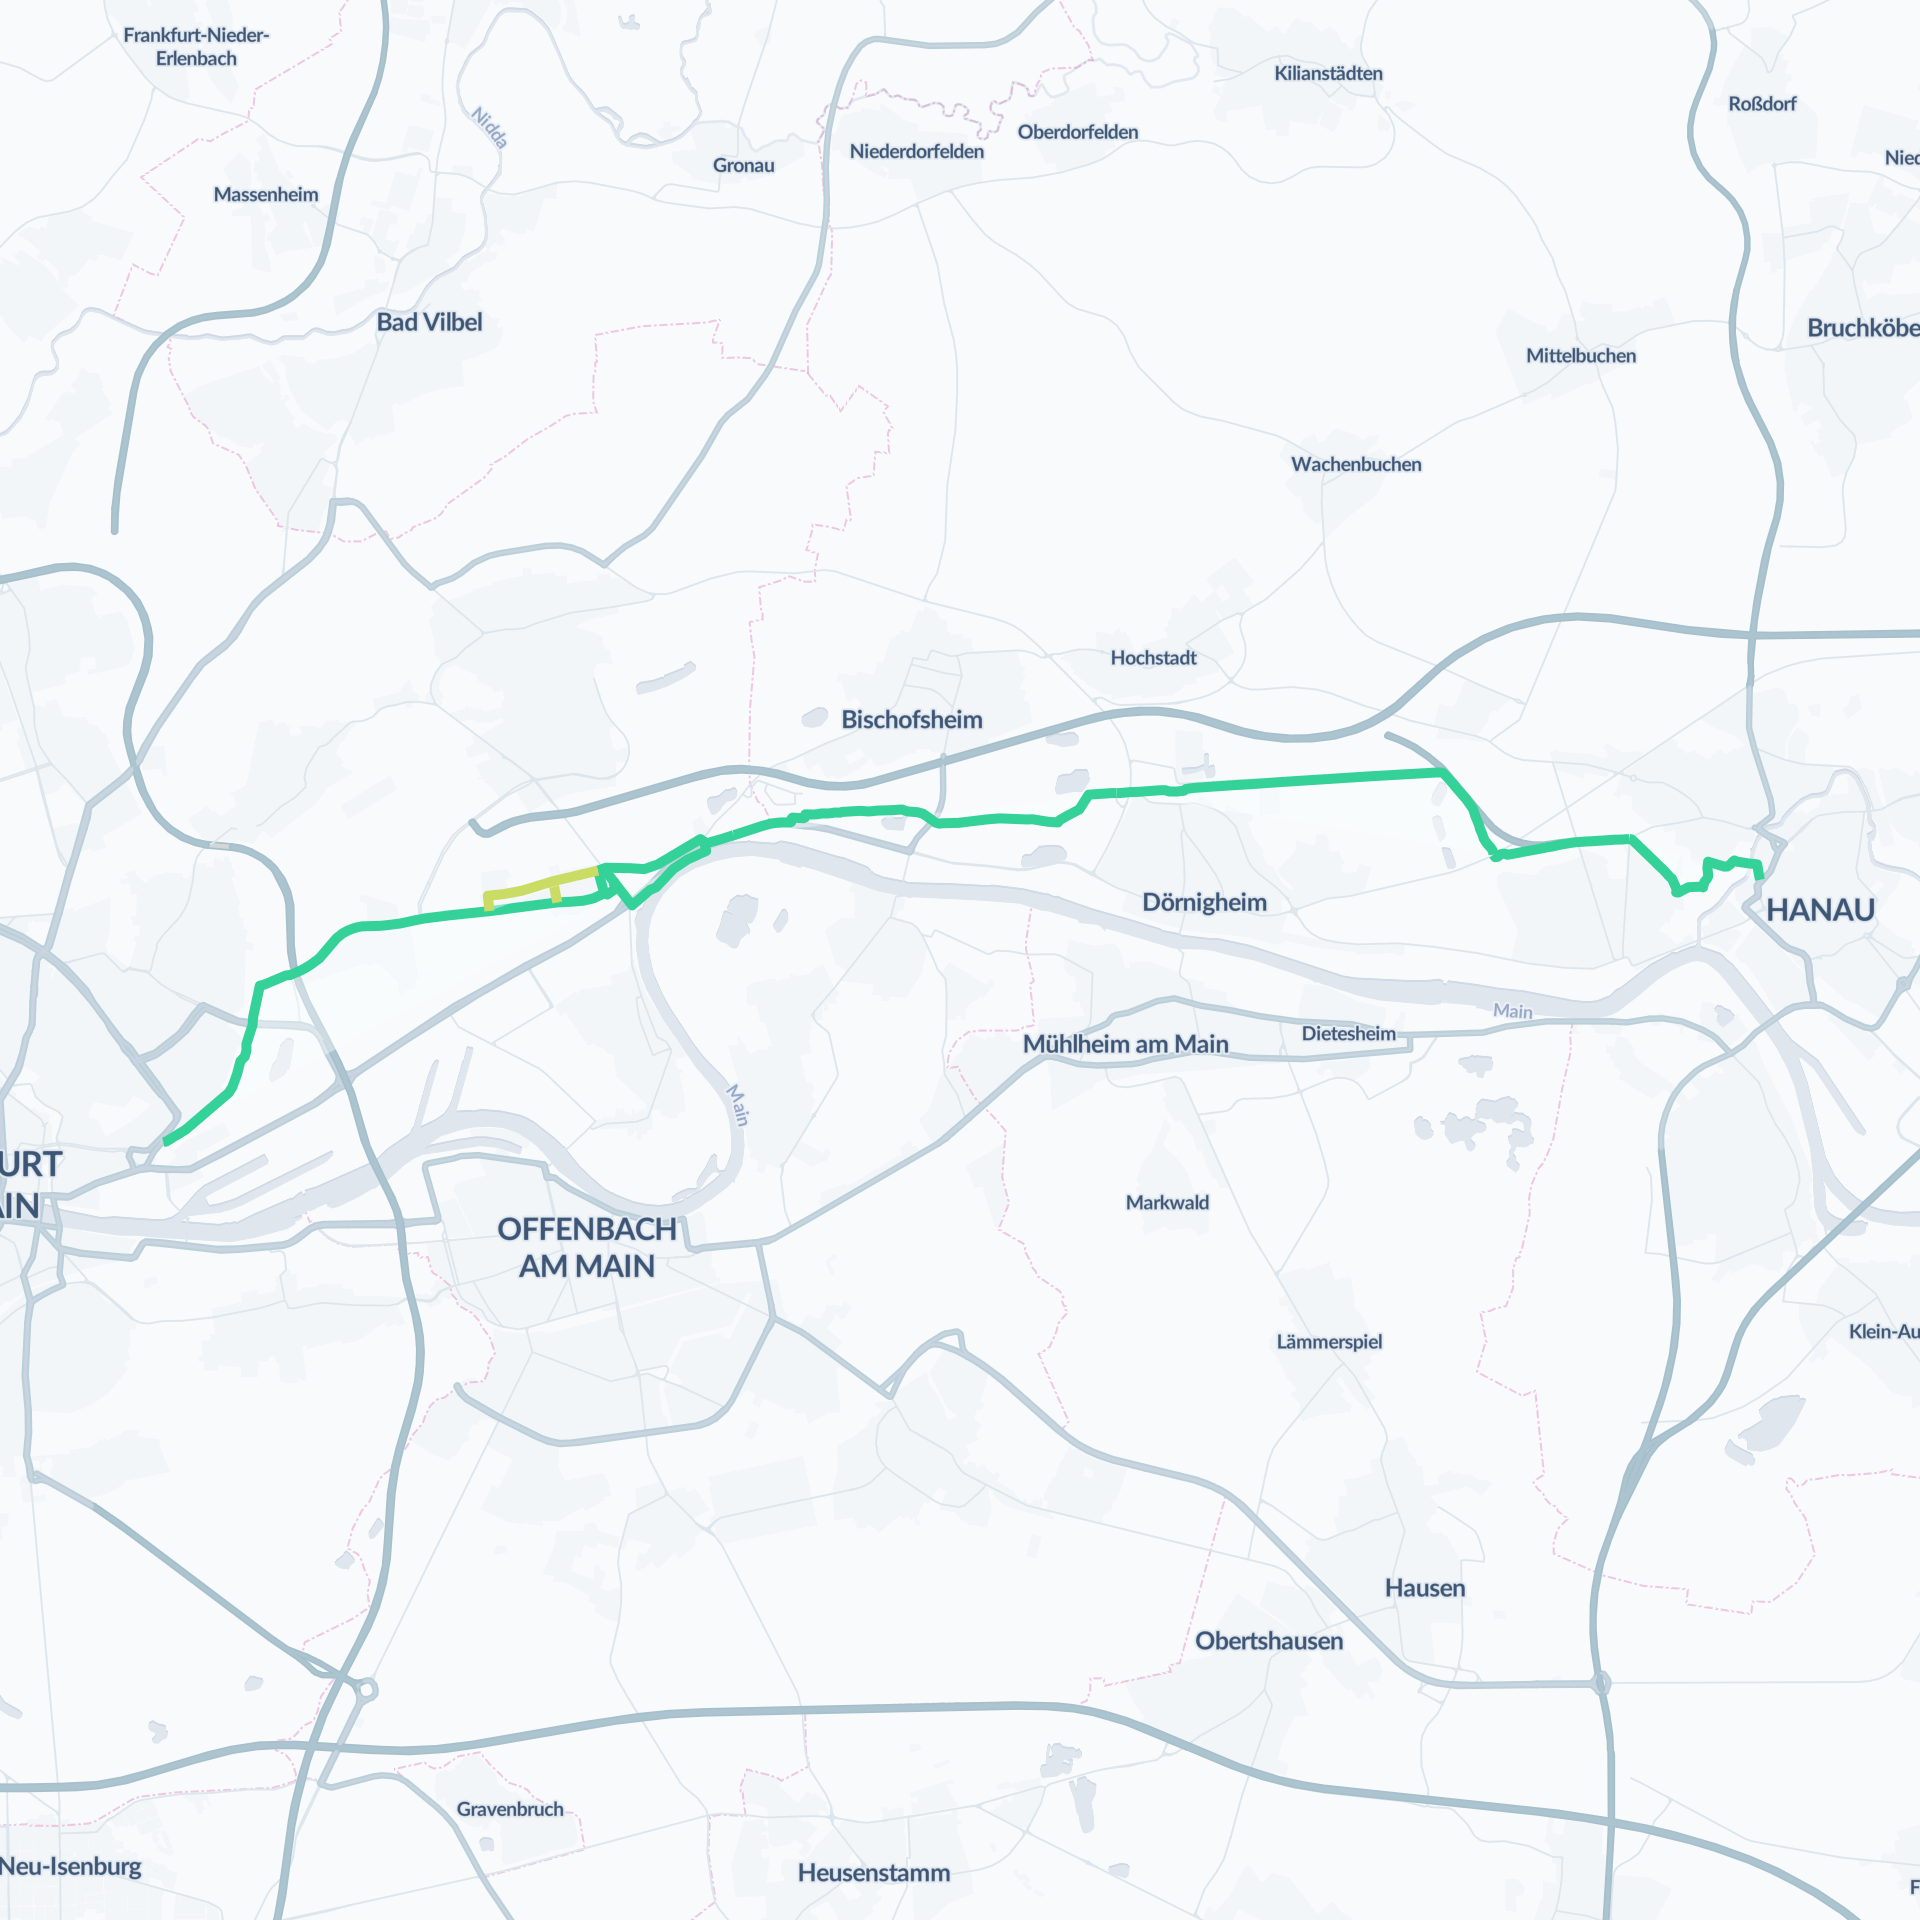 Frankfurt-Nieder-
Erlenbach
Kilianstädten
Roßdorf
Nidda
Oberdorfelden
Niederdorfelden
Gronau
Nied
Massenheim
Bad Vilbel
Bruchköbe
Mittelbuchen
Wachenbuchen
Hochstadt
Bischofsheim
Dörnigheim
HANAU
Main
Dietesheim
Mühlheim am Main
Main
URT
AIN
Markwald
OFFENBACH
AM MAIN
Klein-Au
Lämmerspiel
Hausen
Obertshausen
Gravenbruch
Neu-Isenburg
Heusenstamm
F